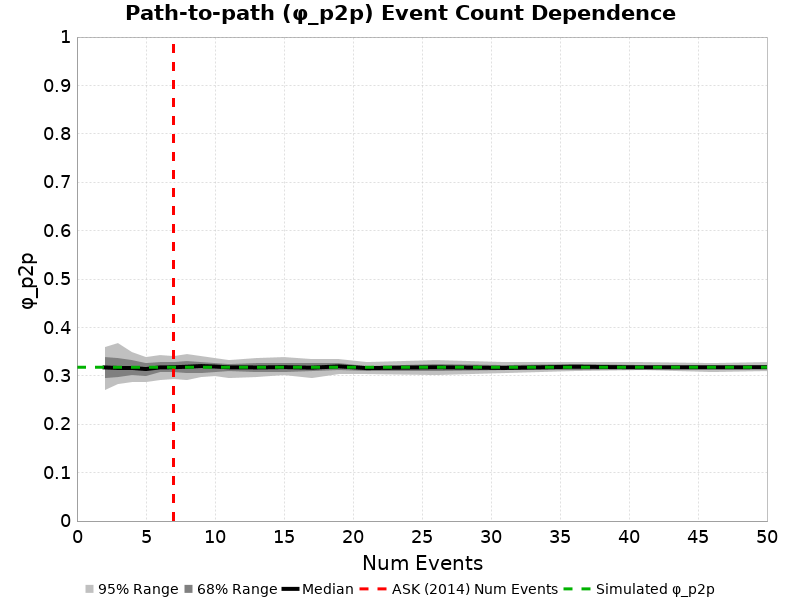 Path-to-path (φ_p2p) Event Count Dependence
1
0.9
0.8
0.7
0.6
0.5
0.4
0.3
0.2
0.1
0
φ_p2p
0 5 10 15 20 25 30 35 40 45 50
Num Events
95% Range 68% Range Median ASK (2014) Num Events Simulated φ_p2p